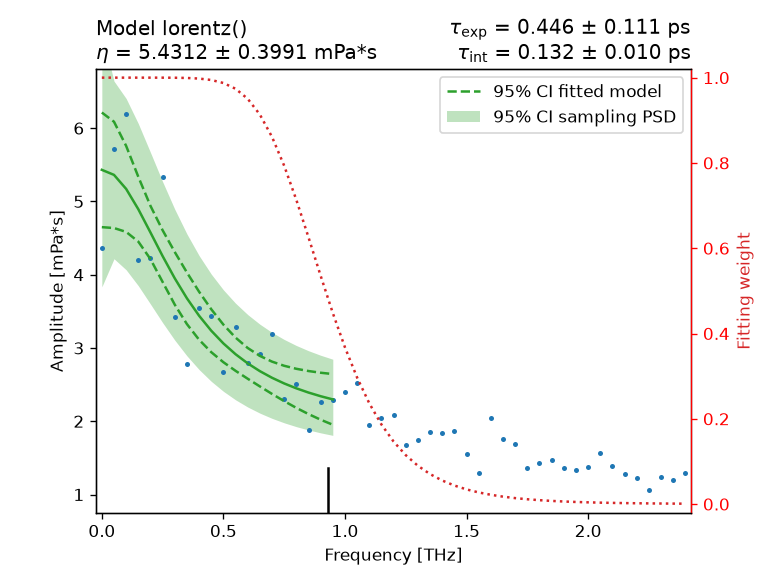 Model lorentz()
η = 5.4312 ± 0.3991 mPa*s
τexp = 0.446 ± 0.111 ps
τint = 0.132 ± 0.010 ps
95% CI fitted model
95% CI sampling PSD
Amplitude [mPa*s]
6
5
4
3
2
1
0.0
0.5
1.0
1.5
2.0
Frequency [THz]
1.0
0.8
0.6
0.4
0.2
0.0
Fitting weight